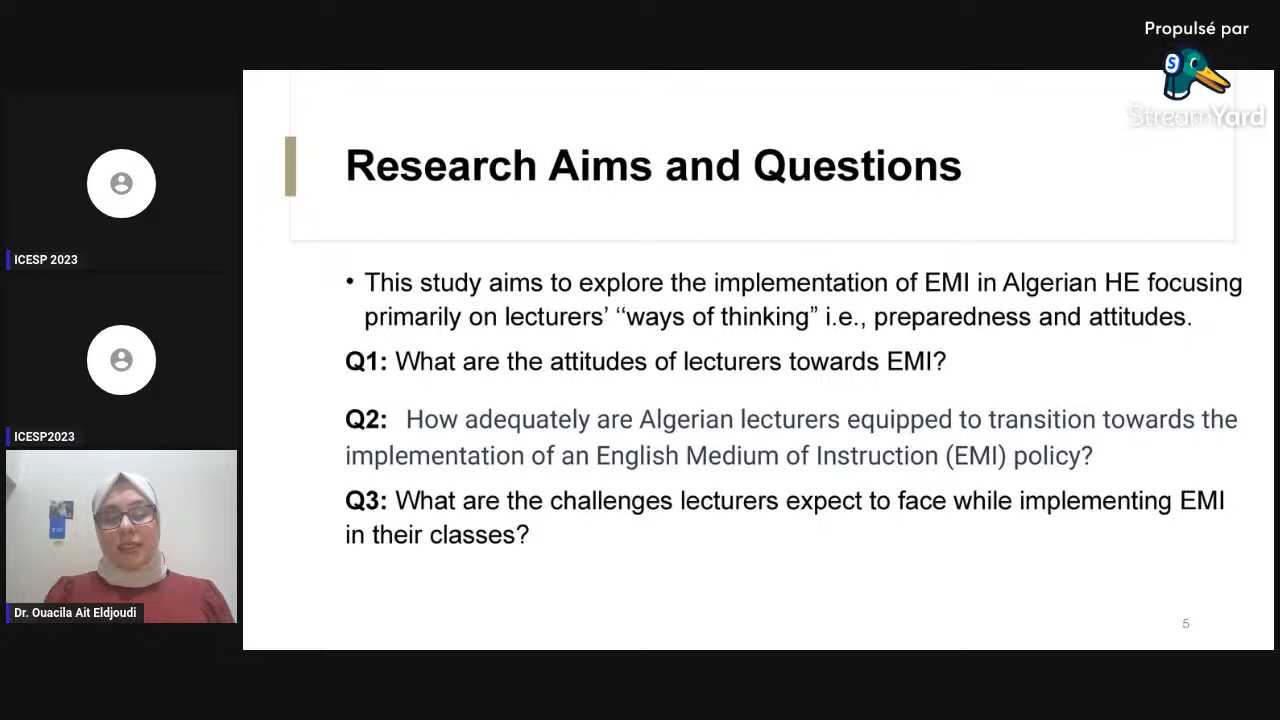 Propulsé par
StreamYard
ICESP 2023
ICESP2023
Dr. Ouacila Ait Eldjoudi
Research Aims and Questions
• This study aims to explore the implementation of EMI in Algerian HE focusing
primarily on lecturers’ ‘‘ways of thinking” i.e., preparedness and attitudes.
Q1: What are the attitudes of lecturers towards EMI?
Q2: How adequately are Algerian lecturers equipped to transition towards the
implementation of an English Medium of Instruction (EMI) policy?
Q3: What are the challenges lecturers expect to face while implementing EMI
in their classes?
5